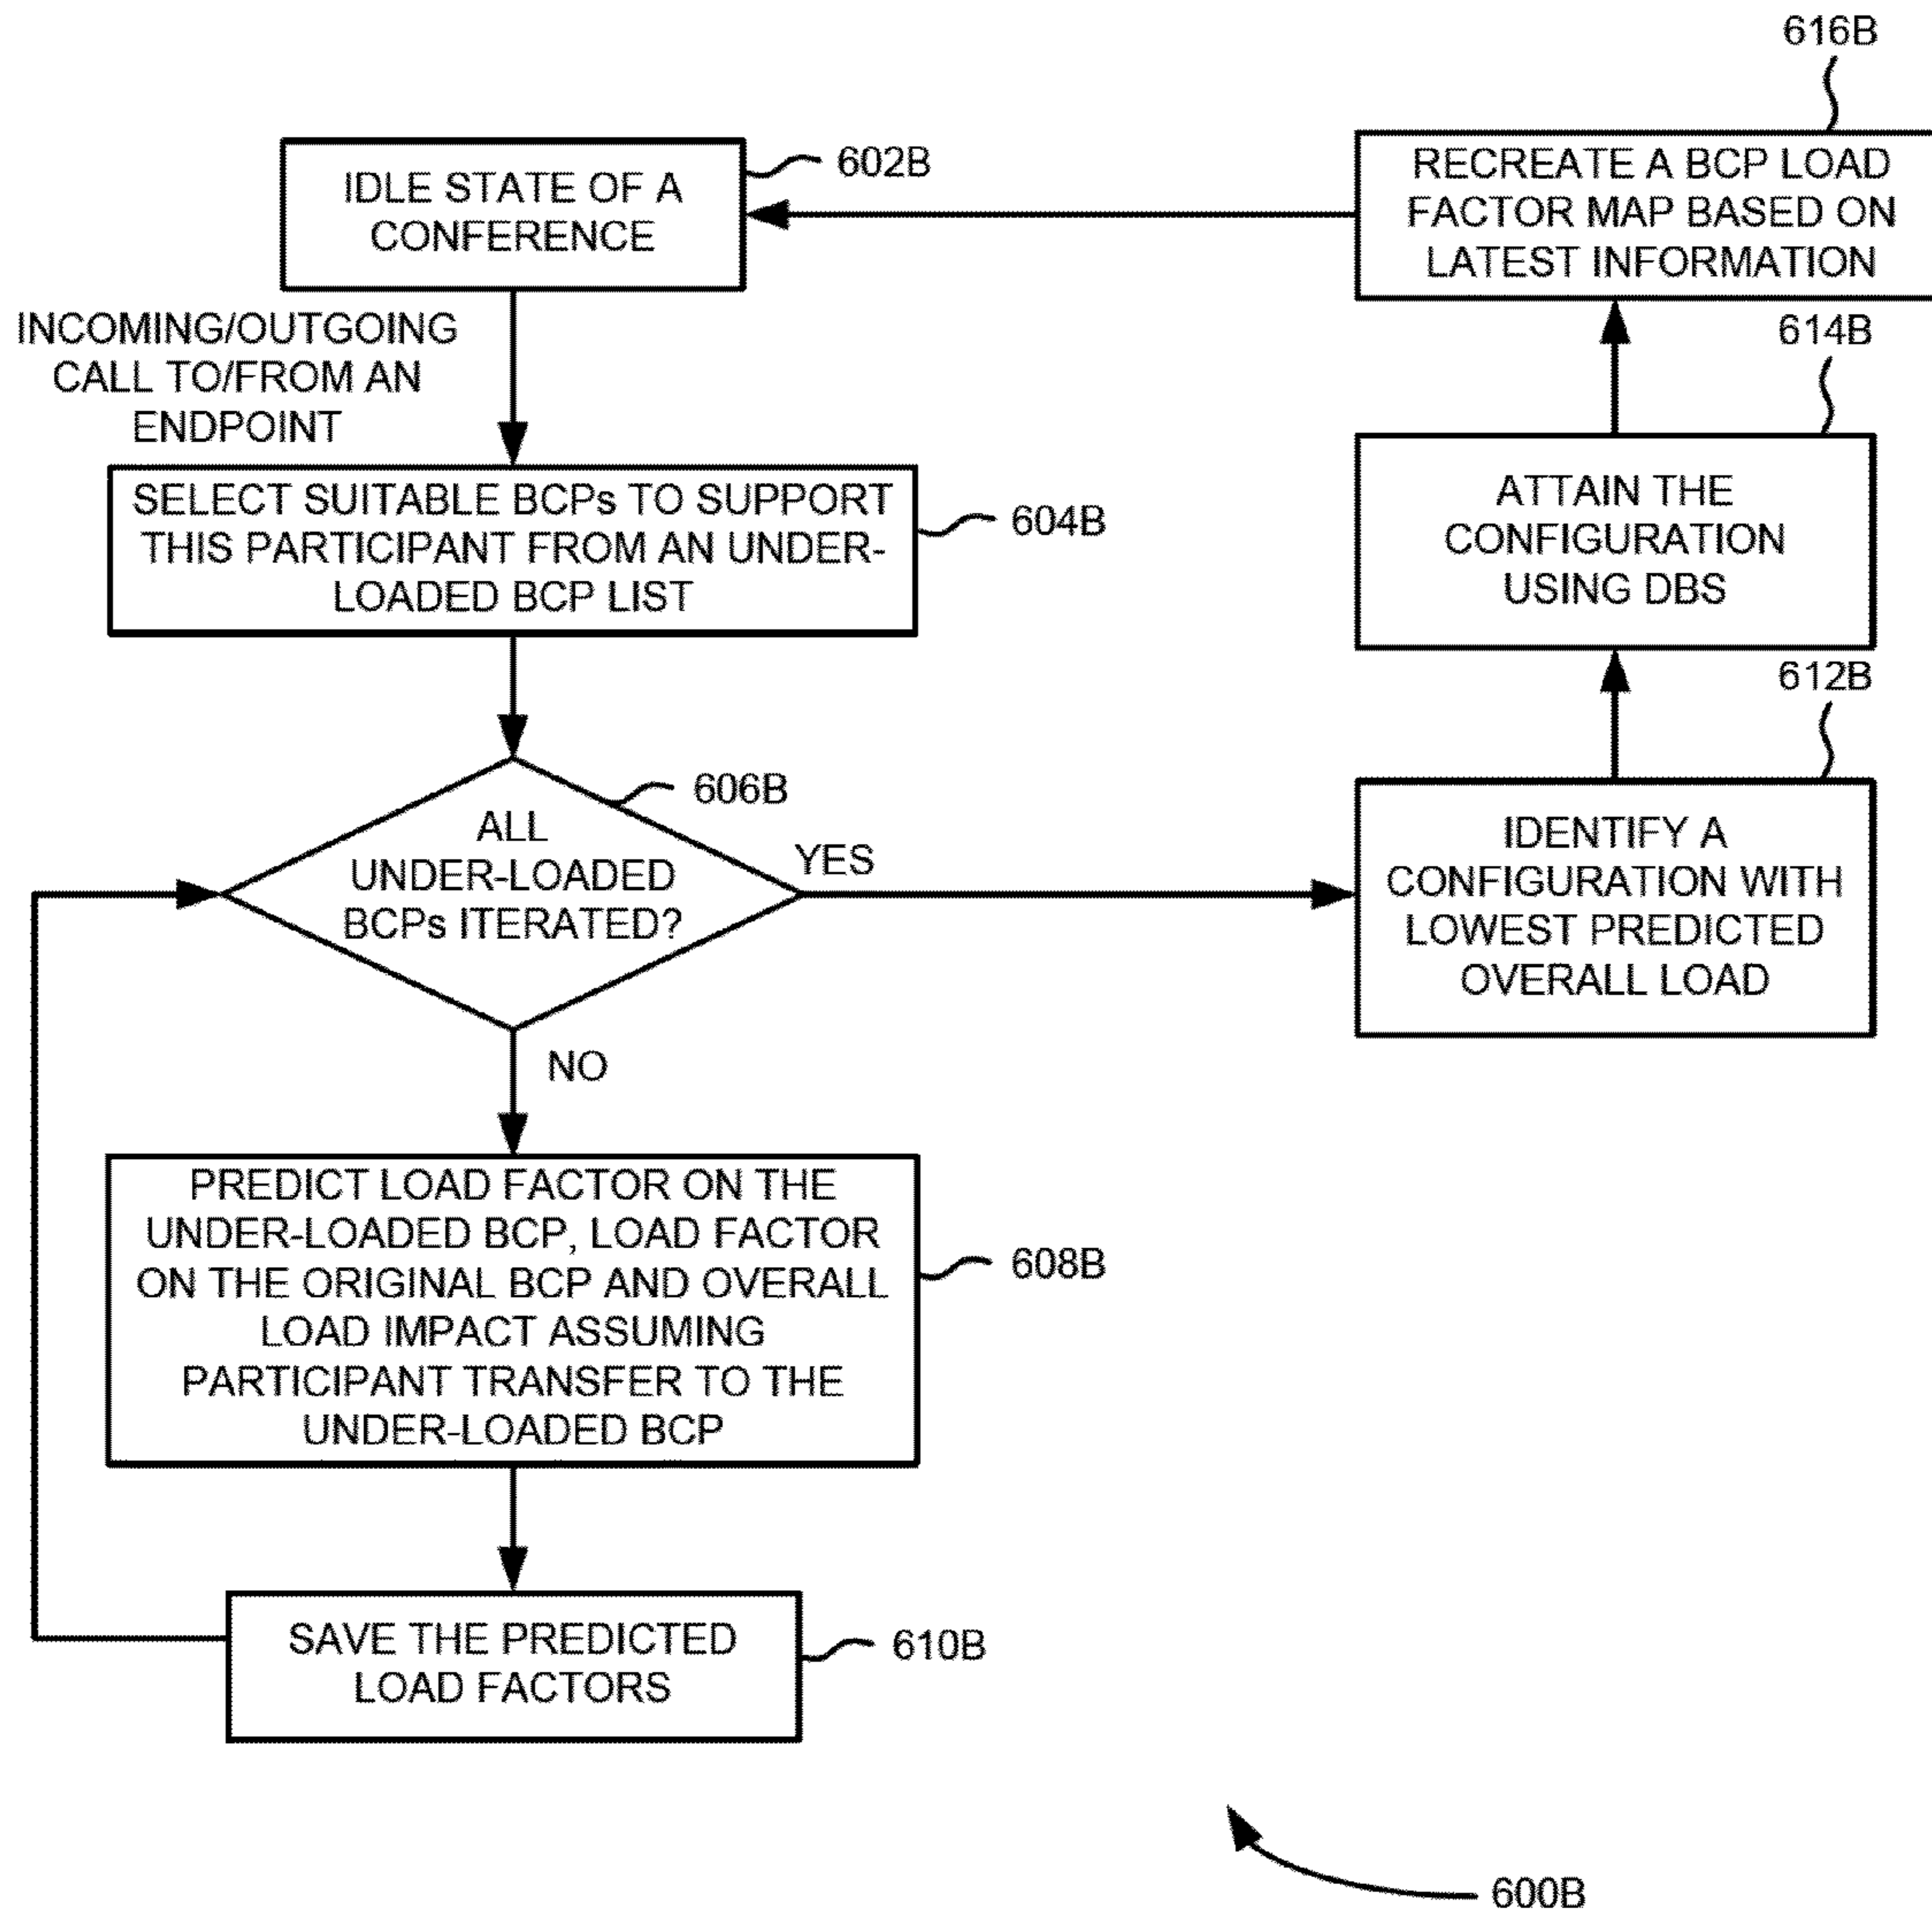 616B
602B
IDLE STATE OF A
CONFERENCE
RECREATE A BCP LOAD
FACTOR MAP BASED ON
LATEST INFORMATION
INCOMING/OUTGOING
CALL TO/FROM AN
ENDPOINT
614B
SELECT SUITABLE BCPs TO SUPPORT
THIS PARTICIPANT FROM AN UNDER-
LOADED BCP LIST
604B
ATTAIN THE
CONFIGURATION
USING DBS
612B
606B
ALL
UNDER-LOADED
BCPs ITERATED?
YES
IDENTIFY A
CONFIGURATION WITH
LOWEST PREDICTED
OVERALL LOAD
NO
PREDICT LOAD FACTOR ON THE
UNDER-LOADED BCP, LOAD FACTOR
ON THE ORIGINAL BCP AND OVERALL
LOAD IMPACT ASSUMING
PARTICIPANT TRANSFER TO THE
UNDER-LOADED BCP
608B
SAVE THE PREDICTED
LOAD FACTORS
610B
600B